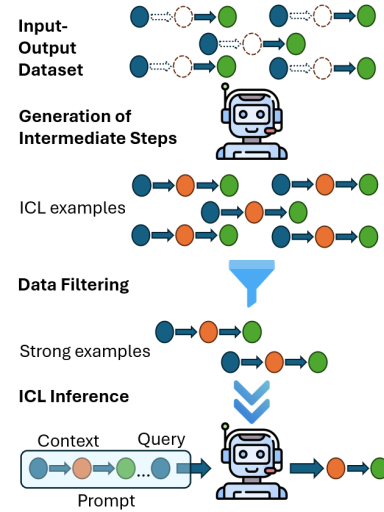 Input-
Output
Dataset
Generation of
Intermediate Steps
ICL examples
Data Filtering
Strong examples
ICL Inference
Context
Query
...
Prompt